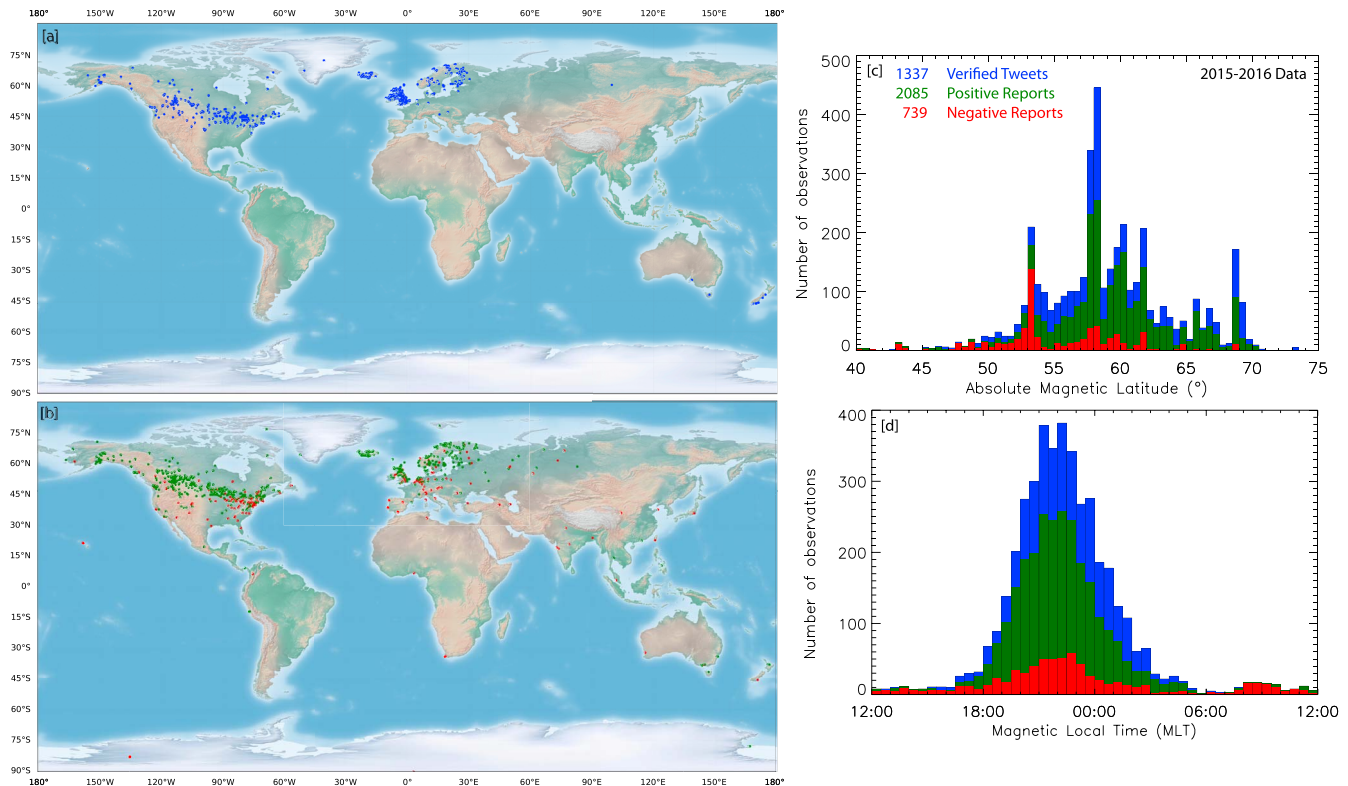 180° 150°W 120°W 90°W 60°W 30°W 0° 30°E 60°E 90°E 120°E 150°E 180°
[a]
75°N
60°N
45°N
30°N
15°N
0°
15°S
30°S
45°S
60°S
75°S
90°S
[b]
75°N
60°N
45°N
30°N
15°N
0°
15°S
30°S
45°S
60°S
75°S
90°S
180° 150°W 120°W 90°W 60°W 30°W 0° 30°E 60°E 90°E 120°E 150°E 180°
[c]
1337 Verified Tweets
2085 Positive Reports
739 Negative Reports
2015-2016 Data
Number of observations
500
400
300
200
100
0
40 45 50 55 60 65 70 75
Absolute Magnetic Latitude (°)
[d]
Number of observations
400
300
200
100
0
12:00 18:00 00:00 06:00 12:00
Magnetic Local Time (MLT)